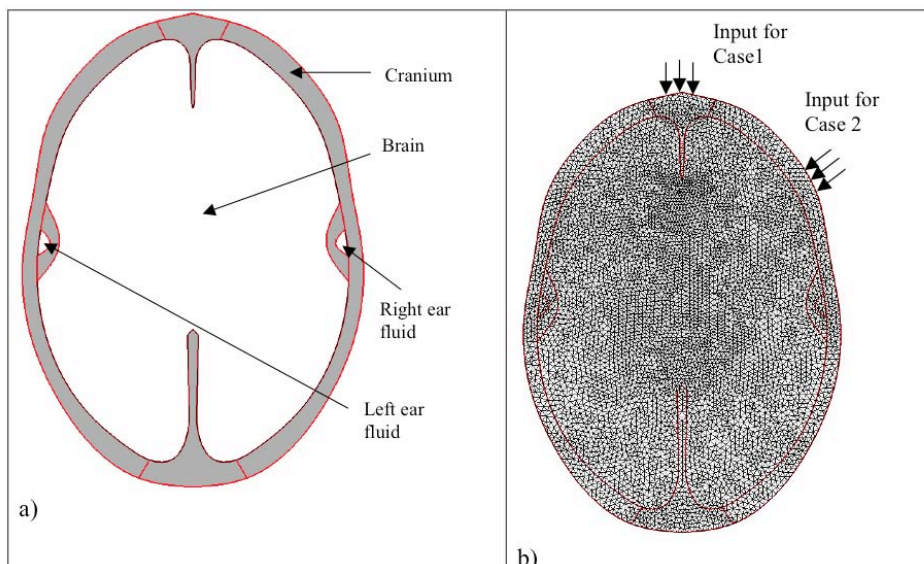 Cranium
Brain
Right ear
fluid
Left ear
fluid
a)
Input for
Case1
Input for
Case 2
b)